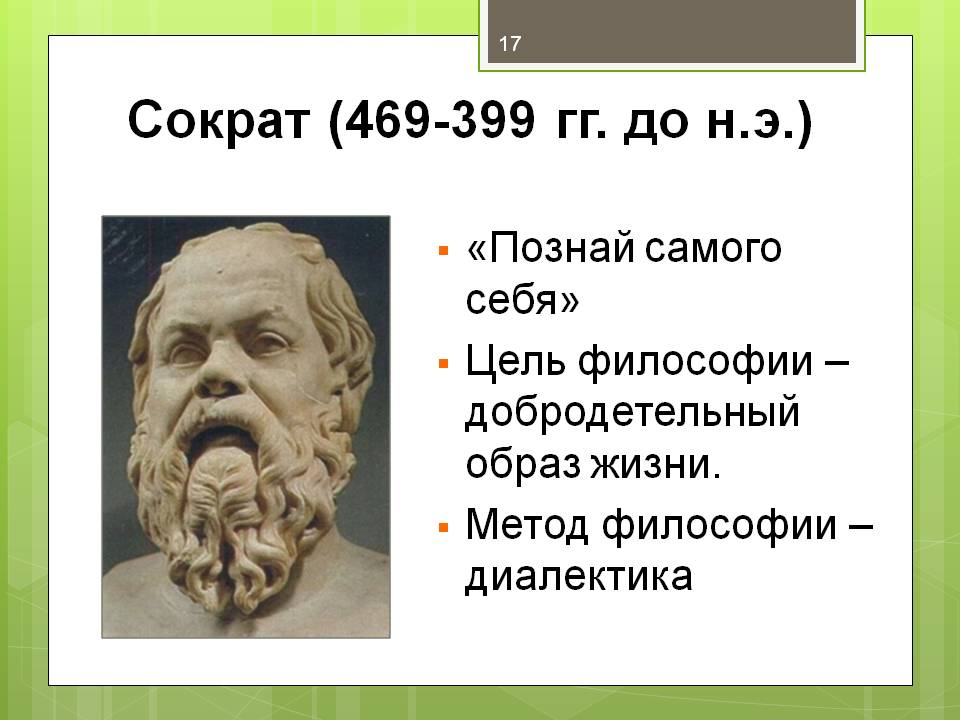 17
Сократ (469-399 гг. до н.э.)
▪ «Познай самого
себя»
▪ Цель философии –
добродетельный
образ жизни.
▪ Метод философии –
диалектика